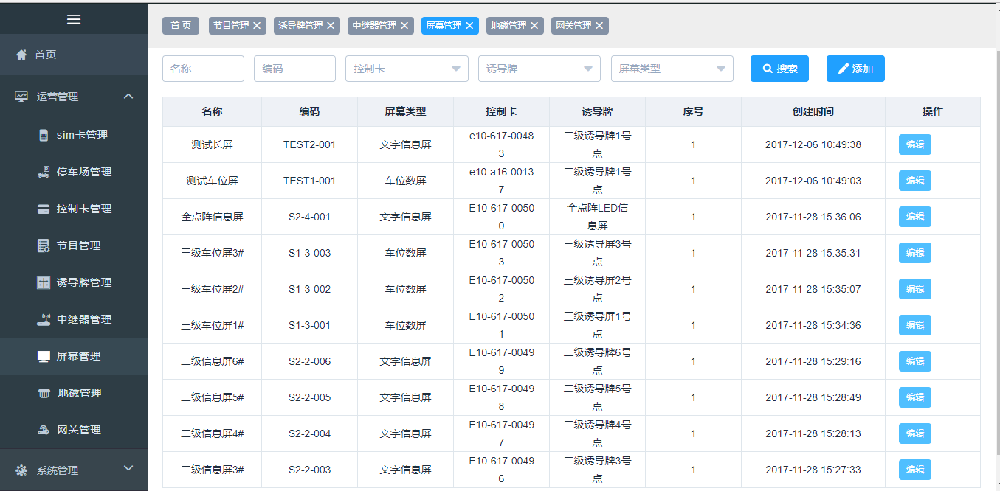 首页
运营管理
sim卡管理
停车场管理
控制卡管理
节目管理
诱导牌管理
中继器管理
屏幕管理
地磁管理
网关管理
系统管理
首页 节目管理 诱导牌管理 中继器管理 屏幕管理 地磁管理 网关管理
名称 编码 控制卡 诱导牌 屏幕类型 搜索 添加
名称 编码 屏幕类型 控制卡 诱导牌 序号 创建时间 操作
测试长屏 TEST2-001 文字信息屏 e10-617-00483 二级诱导牌1号点 1 2017-12-06 10:49:38 编辑
测试车位屏 TEST1-001 车位数屏 e10-a16-00137 二级诱导牌1号点 1 2017-12-06 10:49:03 编辑
全点阵信息屏 S2-4-001 文字信息屏 E10-617-00500 全点阵LED信息屏 1 2017-11-28 15:36:06 编辑
三级车位屏3# S1-3-003 车位数屏 E10-617-00503 三级诱导屏3号点 1 2017-11-28 15:35:31 编辑
三级车位屏2# S1-3-002 车位数屏 E10-617-00502 三级诱导屏2号点 1 2017-11-28 15:35:07 编辑
三级车位屏1# S1-3-001 车位数屏 E10-617-00501 三级诱导屏1号点 1 2017-11-28 15:34:36 编辑
二级信息屏6# S2-2-006 文字信息屏 E10-617-00499 二级诱导牌6号点 1 2017-11-28 15:29:16 编辑
二级信息屏5# S2-2-005 文字信息屏 E10-617-00498 二级诱导牌5号点 1 2017-11-28 15:28:49 编辑
二级信息屏4# S2-2-004 文字信息屏 E10-617-00497 二级诱导牌4号点 1 2017-11-28 15:28:13 编辑
二级信息屏3# S2-2-003 文字信息屏 E10-617-00496 二级诱导牌3号点 1 2017-11-28 15:27:33 编辑